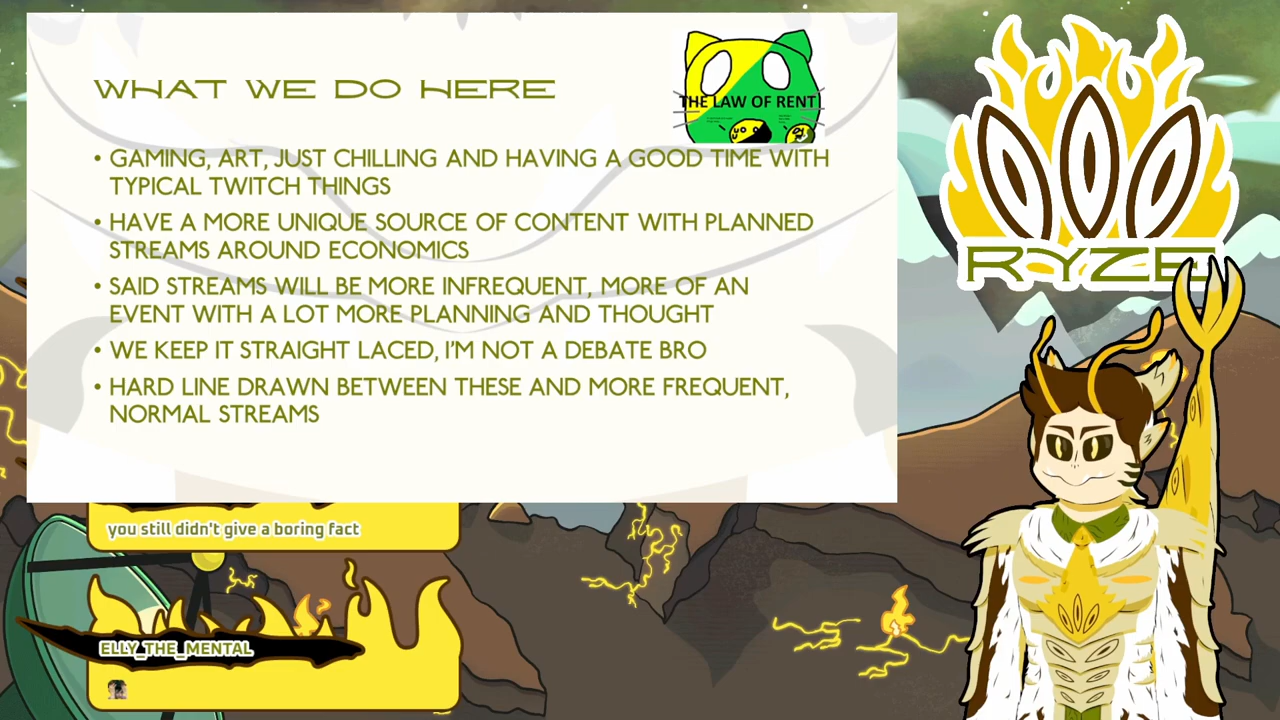 WHAT WE DO HERE
THE LAW OF RENT
• GAMING, ART, JUST CHILLING AND HAVING A GOOD TIME WITH
TYPICAL TWITCH THINGS
• HAVE A MORE UNIQUE SOURCE OF CONTENT WITH PLANNED
STREAMS AROUND ECONOMICS
• SAID STREAMS WILL BE MORE INFREQUENT, MORE OF AN
EVENT WITH A LOT MORE PLANNING AND THOUGHT
• WE KEEP IT STRAIGHT LACED, I'M NOT A DEBATE BRO
• HARD LINE DRAWN BETWEEN THESE AND MORE FREQUENT,
NORMAL STREAMS
RYZE
you still didn't give a boring fact
ELLY_THE_MENTAL